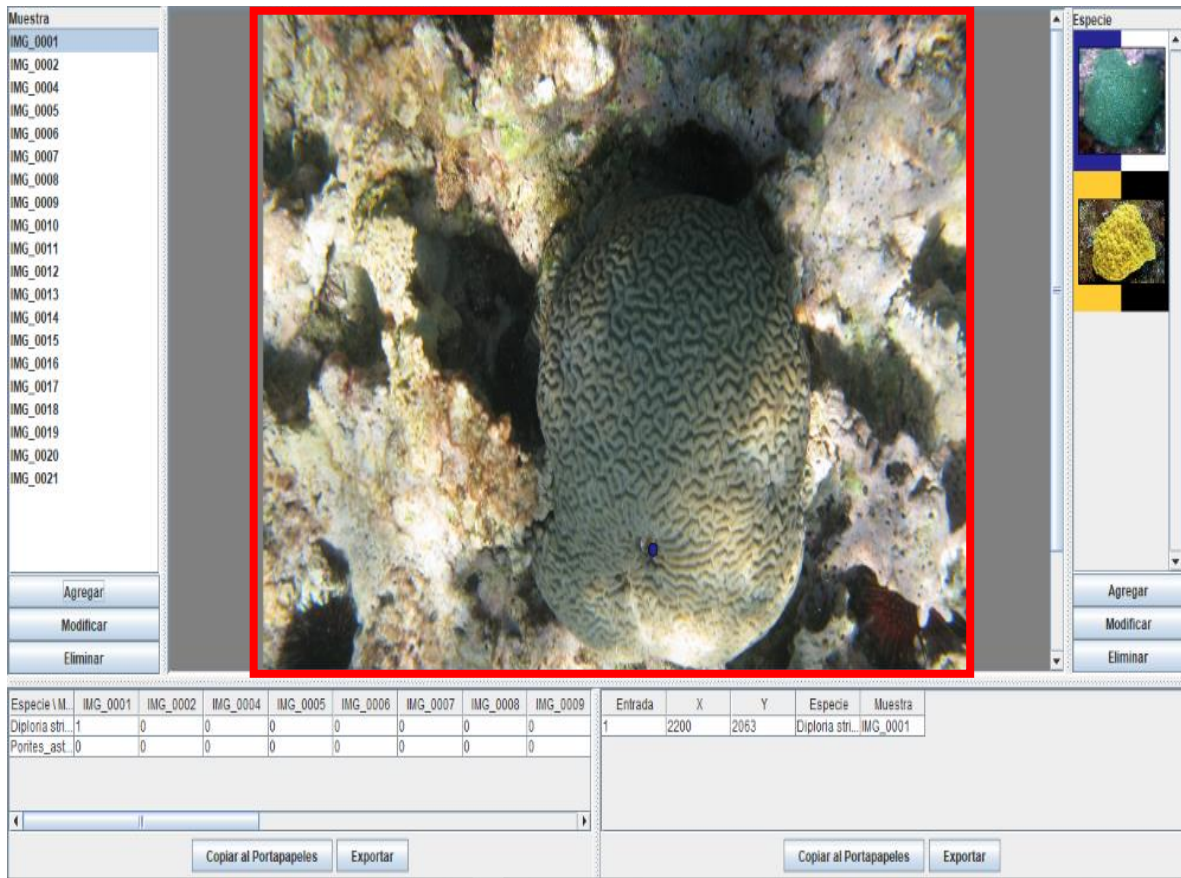 Muestra
IMG_0001
IMG_0002
IMG_0004
IMG_0005
IMG_0006
IMG_0007
IMG_0008
IMG_0009
IMG_0010
IMG_0011
IMG_0012
IMG_0013
IMG_0014
IMG_0015
IMG_0016
IMG_0017
IMG_0018
IMG_0019
IMG_0020
IMG_0021
Agregar
Modificar
Eliminar
Especie
Agregar
Modificar
Eliminar
Especie \ M... IMG_0001 IMG_0002 IMG_0004 IMG_0005 IMG_0006 IMG_0007 IMG_0008 IMG_0009
Diploria stri... 1 0 0 0 0 0 0 0
Porites_ast... 0 0 0 0 0 0 0 0
Copiar al Portapapeles Exportar
Entrada X Y Especie Muestra
1 2200 2063 Diploria stri... IMG_0001
Copiar al Portapapeles Exportar